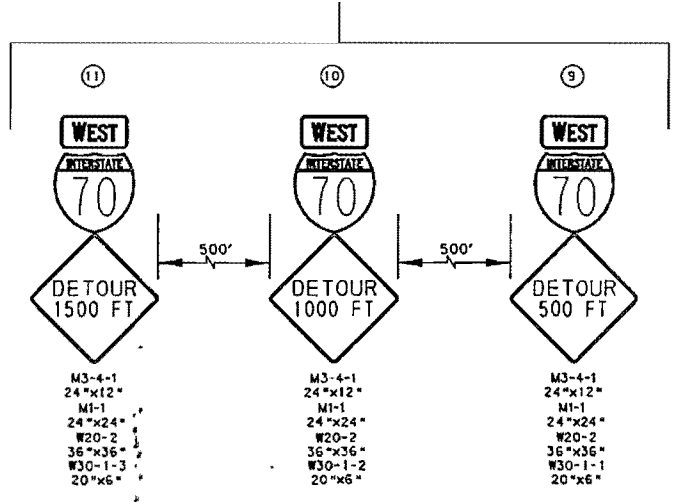 11
WEST
INTERSTATE
70
DETOUR
1500 FT
M3-4-1
24"x12"
M1-1
24"x24"
W20-2
36"x36"
W30-1-3
20"x6"
500'
10
WEST
INTERSTATE
70
DETOUR
1000 FT
M3-4-1
24"x12"
M1-1
24"x24"
W20-2
36"x36"
W30-1-2
20"x6"
500'
9
WEST
INTERSTATE
70
DETOUR
500 FT
M3-4-1
24"x12"
M1-1
24"x24"
W20-2
36"x36"
W30-1-1
20"x6"